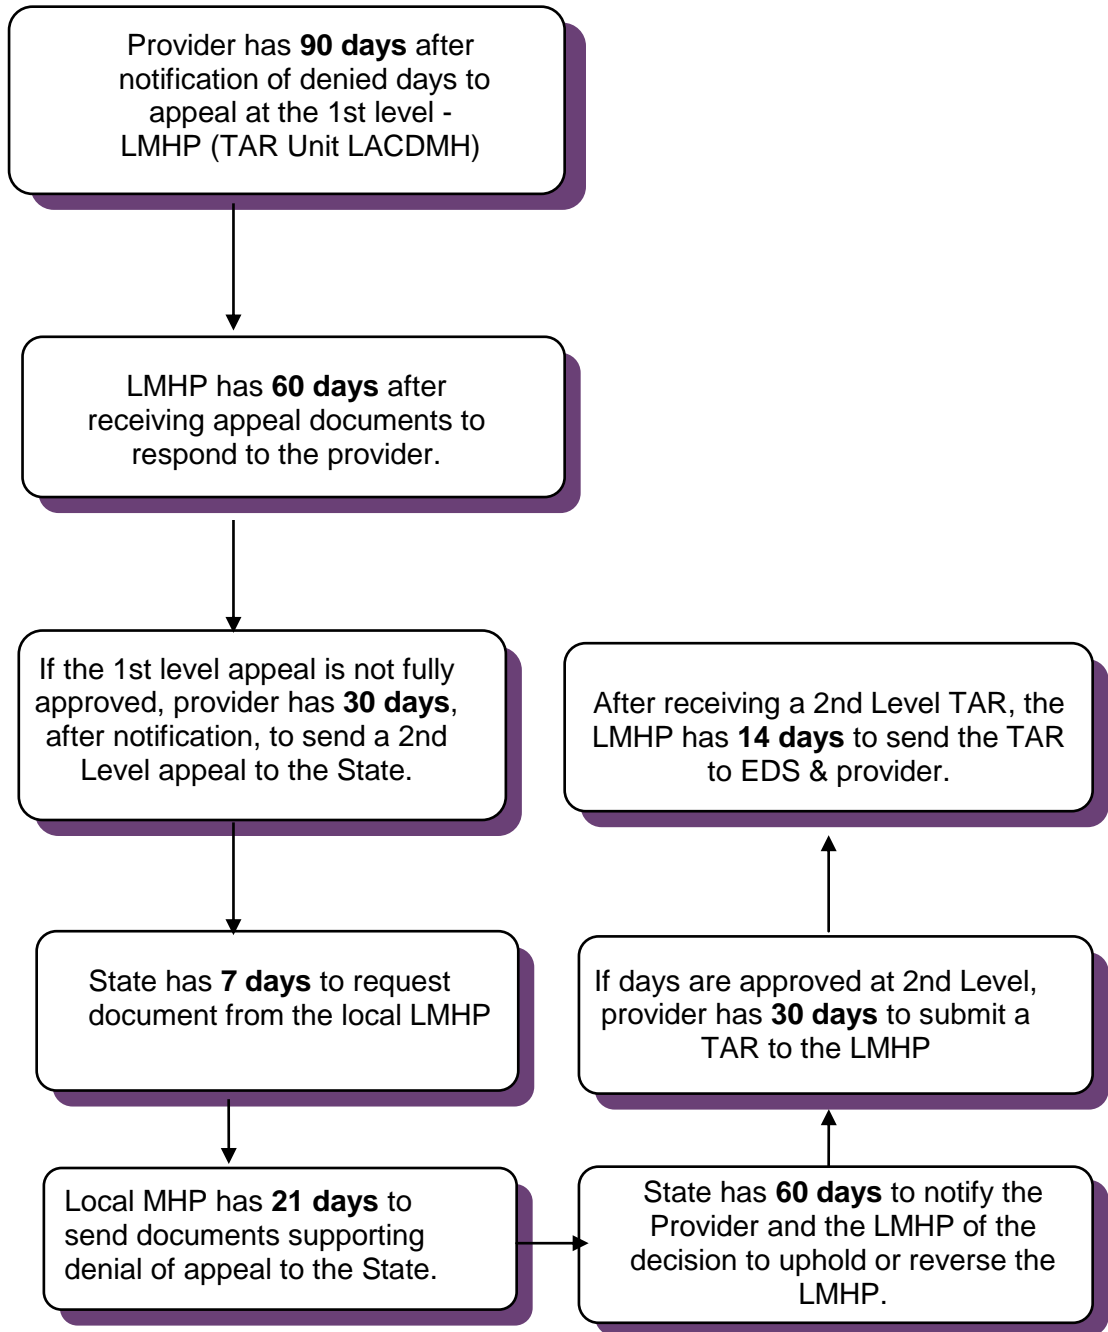 Provider has 90 days after
notification of denied days to
appeal at the 1st level -
LMHP (TAR Unit LACDMH)
LMHP has 60 days after
receiving appeal documents to
respond to the provider.
If the 1st level appeal is not fully
approved, provider has 30 days,
after notification, to send a 2nd
Level appeal to the State.
State has 7 days to request
document from the local LMHP
Local MHP has 21 days to
send documents supporting
denial of appeal to the State.
State has 60 days to notify the
Provider and the LMHP of the
decision to uphold or reverse the
LMHP.
If days are approved at 2nd Level,
provider has 30 days to submit a
TAR to the LMHP
After receiving a 2nd Level TAR, the
LMHP has 14 days to send the TAR
to EDS & provider.